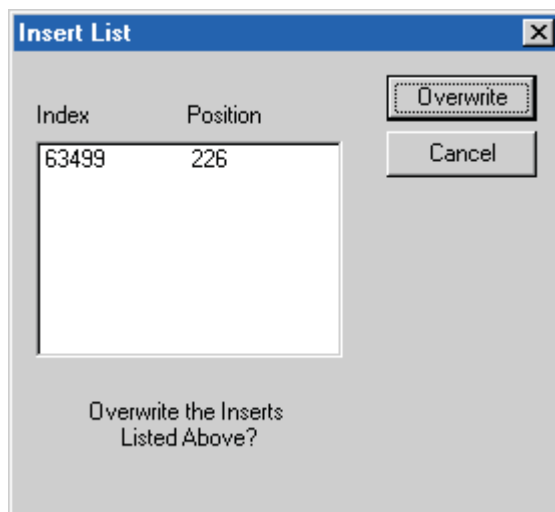 Insert List
Index Position
63499 226
Overwrite
Cancel
Overwrite the Inserts
Listed Above?